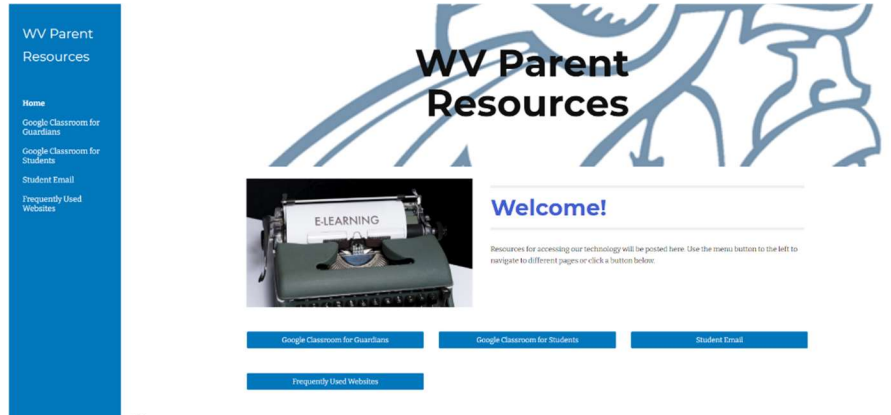 WV Parent
Resources
Home
Google Classroom for
Guardians
Google Classroom for
Students
Student Email
Frequently Used
Websites
WV Parent
Resources
E-LEARNING
Welcome!
Resources for accessing our technology will be posted here. Use the menu button to the left to
navigate to different pages or click a button below.
Google Classroom for Guardians
Google Classroom for Students
Student Email
Frequently Used Websites